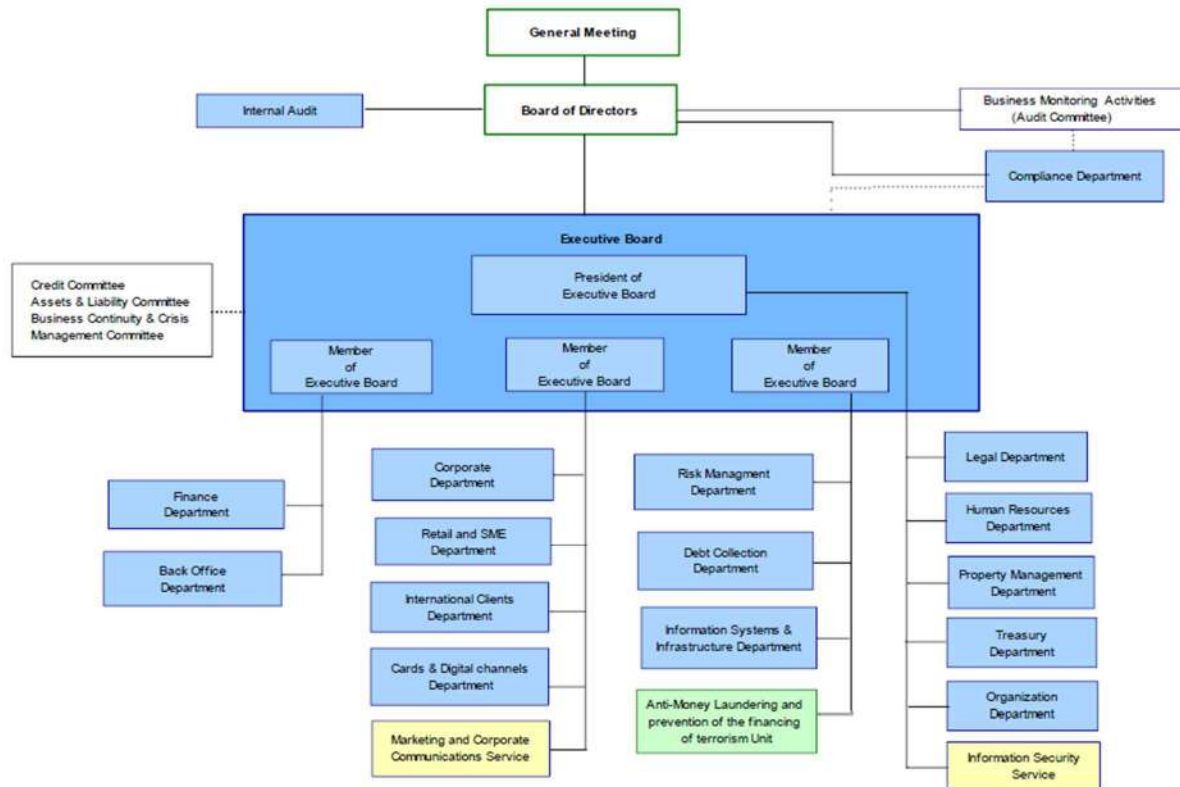 General Meeting
Board of Directors
Internal Audit
Business Monitoring Activities
(Audit Committee)
Compliance Department
Executive Board
President of
Executive Board
Credit Committee
Assets & Liability Committee
Business Continuity & Crisis
Management Committee
Member
of
Executive Board
Member
of
Executive Board
Member
of
Executive Board
Finance
Department
Back Office
Department
Corporate
Department
Retail and SME
Department
International Clients
Department
Cards & Digital channels
Department
Marketing and Corporate
Communications Service
Risk Managment
Department
Debt Collection
Department
Information Systems &
Infrastructure Department
Anti-Money Laundering and
prevention of the financing
of terrorism Unit
Legal Department
Human Resources
Department
Property Management
Department
Treasury
Department
Organization
Department
Information Security
Service